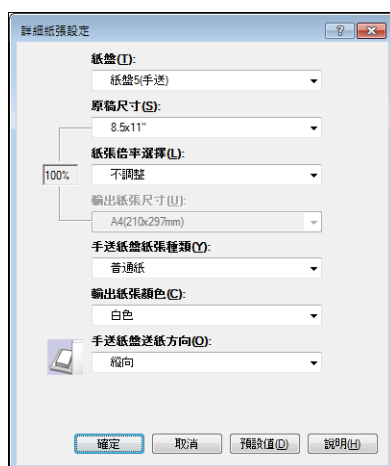 詳細紙張設定
紙盤(T):
紙盤5(手送)
原稿尺寸(S):
8.5x11"
紙張倍率選擇(L):
100%
不調整
輸出紙張尺寸(U):
A4(210x297mm)
手送紙盤紙張種類(Y):
普通紙
輸出紙張顏色(C):
白色
手送紙盤送紙方向(O):
縱向
確定 取消 預設值(D) 說明(H)